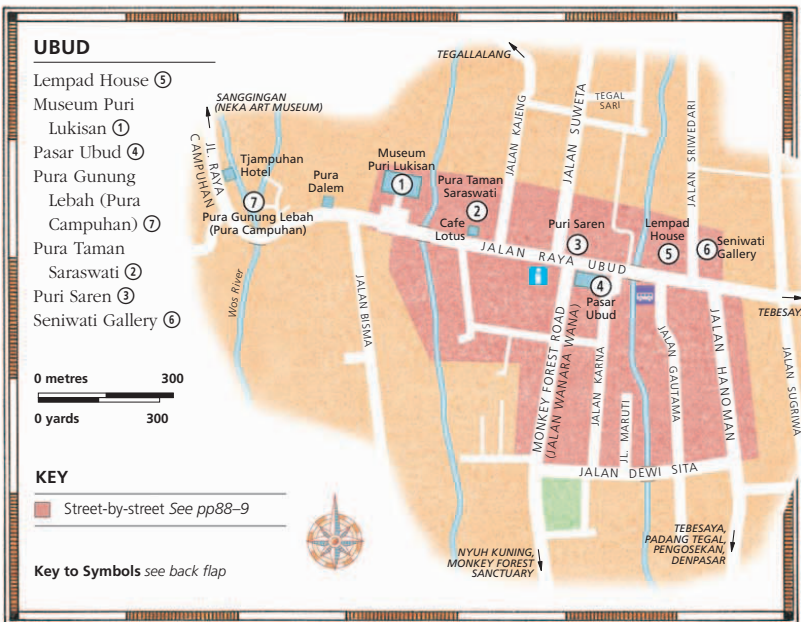 UBUD
Lempad House ⑤
Museum Puri
Lukisan ①
Pasar Ubud ④
Pura Gunung
Lebah (Pura
Campuhan) ⑦
Pura Taman
Saraswati ②
Puri Saren ③
Seniwati Gallery ⑥
0 metres 300
0 yards 300
KEY
Street-by-street See pp88–9
Key to Symbols see back flap
TEGALLALANG
SANGGINGAN
(NEKA ART MUSEUM)
JL. RAYA
CAMPUHAN
Tjampuhan
Hotel
⑦
Pura Gunung Lebah
(Pura Campuhan)
Pura
Dalem
Museum
Puri Lukisan
①
Pura Taman
Saraswati
②
Cafe
Lotus
JALAN KAJENG
JALAN SUWETA
TEGAL
SARI
JALAN SRIWEDARI
Puri Saren
③
Lempad
House
⑤
⑥ Seniwati
Gallery
JALAN RAYA UBUD
i
④
Pasar
Ubud
TEBESAYA
Wos River
JALAN BISMA
MONKEY FOREST ROAD
(JALAN WANARA WANA)
JALAN KARNA
JL. MARUTI
JALAN GAUTAMA
JALAN HANOMAN
JALAN SUGRIWA
JALAN DEWI SITA
NYUH KUNING,
MONKEY FOREST
SANCTUARY
TEBESAYA,
PADANG TEGAL,
PENGOSEKAN,
DENPASAR